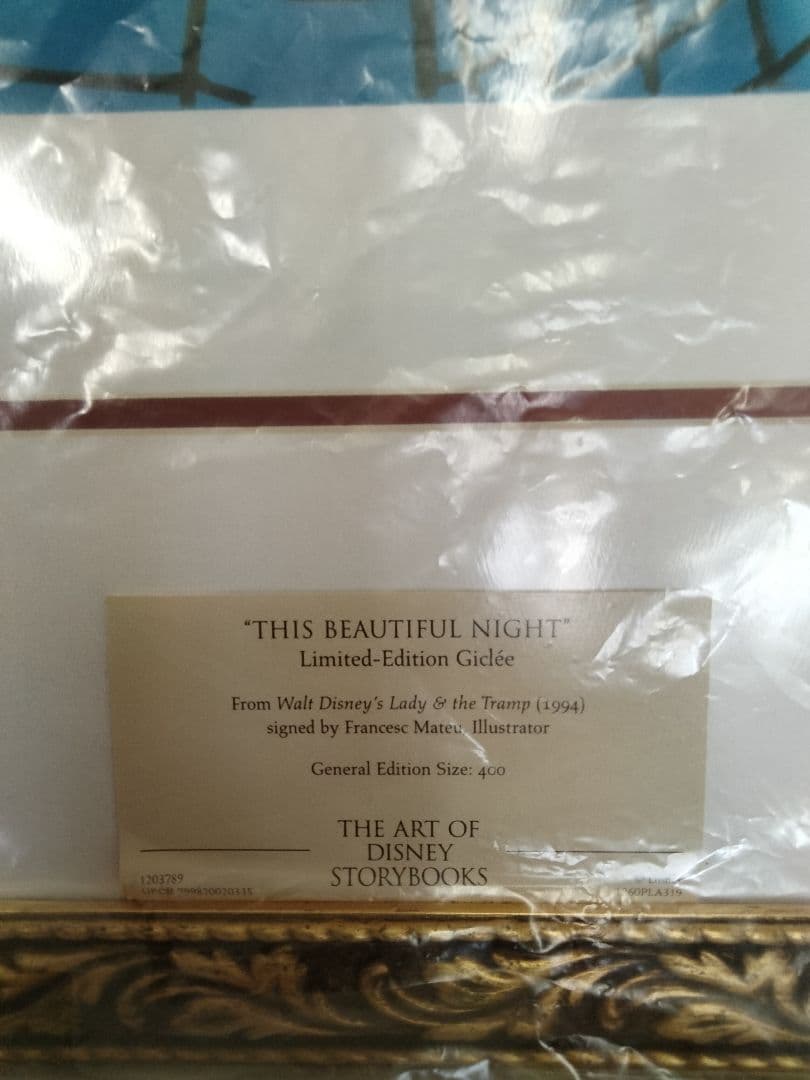 “THIS BEAUTIFUL NIGHT”
Limited-Edition Giclée
From Walt Disney’s Lady & the Tramp (1994)
signed by Francesc Mateu, Illustrator
General Edition Size: 400
THE ART OF
DISNEY
STORYBOOKS
1203789